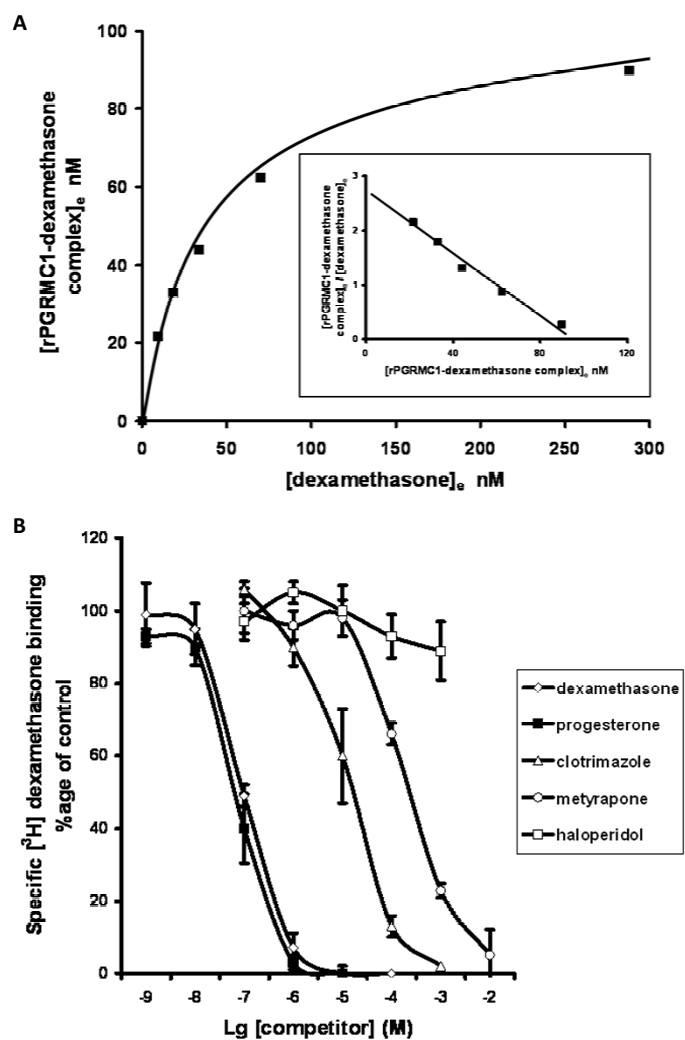 A
100
80
60
40
20
0
[rPGRMC1-dexamethasone
complex]ₑ nM
0 50 100 150 200 250 300
[dexamethasone]ₑ nM
3
2
1
0
[rPGRMC1-dexamethasone
complex]ₑ / [dexamethasone]ₑ
0 40 80 120
[rPGRMC1-dexamethasone complex]ₑ nM
B
120
100
80
60
40
20
0
Specific [³H] dexamethasone binding
%age of control
-9 -8 -7 -6 -5 -4 -3 -2
Lg [competitor] (M)
dexamethasone
progesterone
clotrimazole
metyrapone
haloperidol